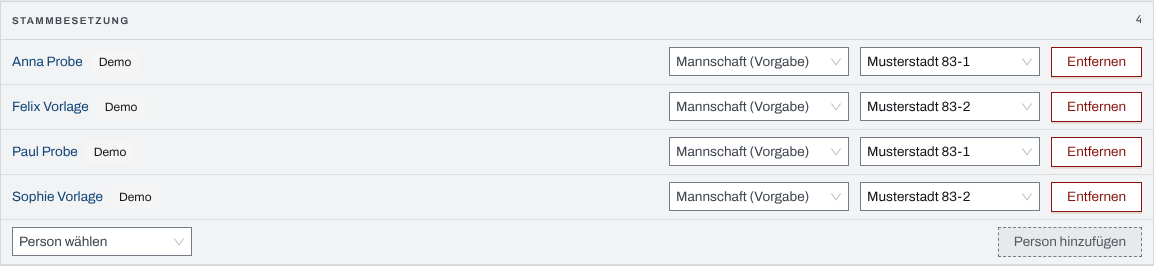 STAMMBESETZUNG 4
Anna Probe Demo Mannschaft (Vorgabe) Musterstadt 83-1 Entfernen
Felix Vorlage Demo Mannschaft (Vorgabe) Musterstadt 83-2 Entfernen
Paul Probe Demo Mannschaft (Vorgabe) Musterstadt 83-1 Entfernen
Sophie Vorlage Demo Mannschaft (Vorgabe) Musterstadt 83-2 Entfernen
Person wählen Person hinzufügen